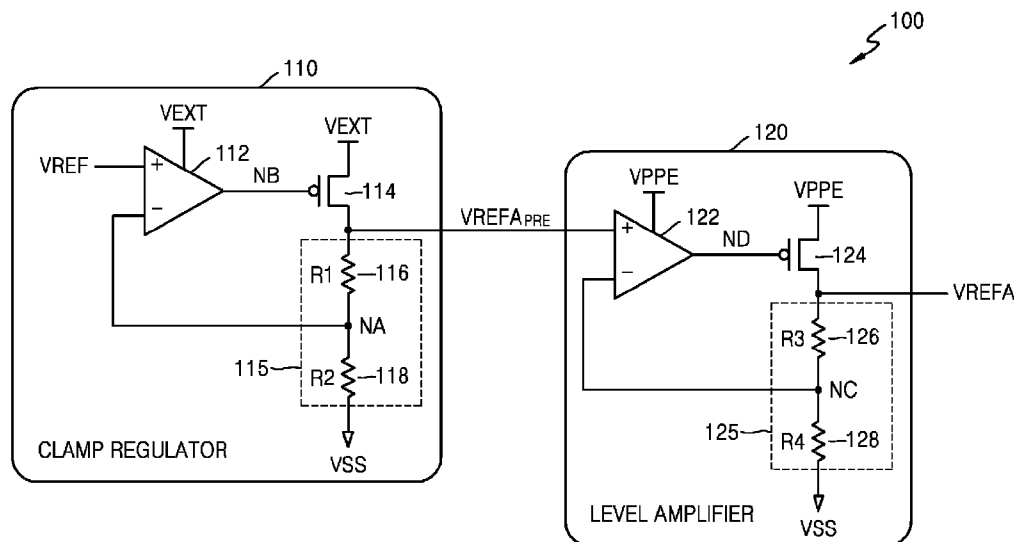 100
110
VEXT
VEXT
VREF
+
112
NB
114
−
VREFAPRE
R1
116
NA
115
R2
118
VSS
CLAMP REGULATOR
120
VPPE
VPPE
+
122
ND
124
−
VREFA
R3
126
NC
125
R4
128
VSS
LEVEL AMPLIFIER